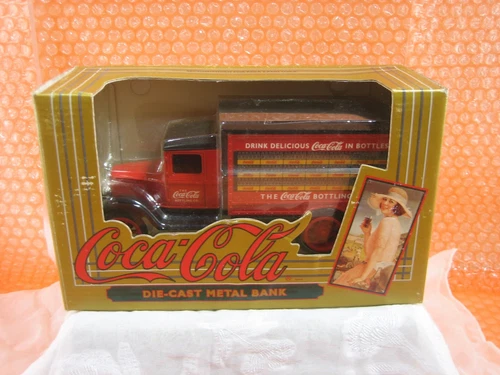 DRINK DELICIOUS Coca-Cola IN BOTTLES
Coca-Cola
THE Coca-Cola BOTTLING
Coca-Cola
DIE-CAST METAL BANK